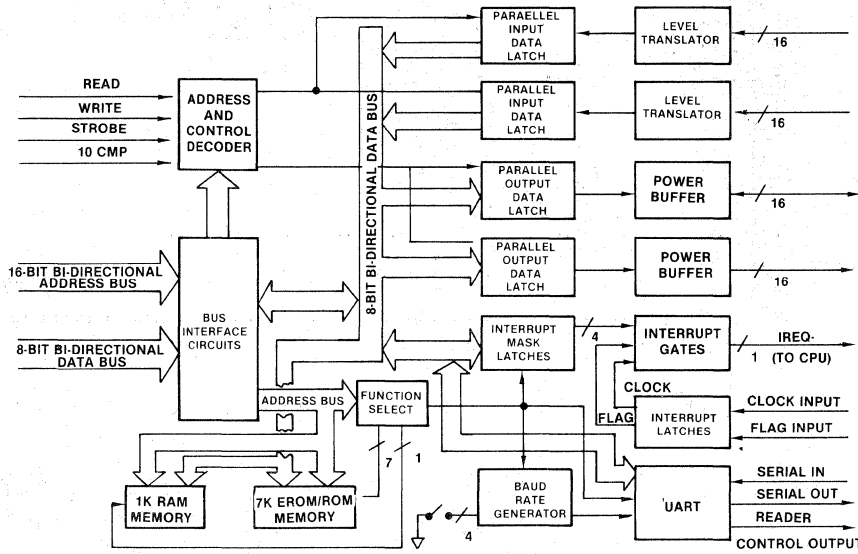 READ
WRITE
STROBE
10 CMP
ADDRESS
AND
CONTROL
DECODER
16-BIT BI-DIRECTIONAL
ADDRESS BUS
8-BIT BI-DIRECTIONAL
DATA BUS
BUS
INTERFACE
CIRCUITS
8-BIT BI-DIRECTIONAL DATA BUS
ADDRESS BUS
FUNCTION
SELECT
7
1
1K RAM
MEMORY
7K EROM/ROM
MEMORY
PARAELLEL
INPUT
DATA
LATCH
LEVEL
TRANSLATOR
16
PARALLEL
INPUT
DATA
LATCH
LEVEL
TRANSLATOR
16
PARALLEL
OUTPUT
DATA
LATCH
POWER
BUFFER
16
PARALLEL
OUTPUT
DATA
LATCH
POWER
BUFFER
16
INTERRUPT
MASK
LATCHES
4
INTERRUPT
GATES
1
IREQ-
(TO CPU)
CLOCK
FLAG
INTERRUPT
LATCHES
CLOCK INPUT
FLAG INPUT
BAUD
RATE
GENERATOR
4
UART
SERIAL IN
SERIAL OUT
READER
CONTROL OUTPUT